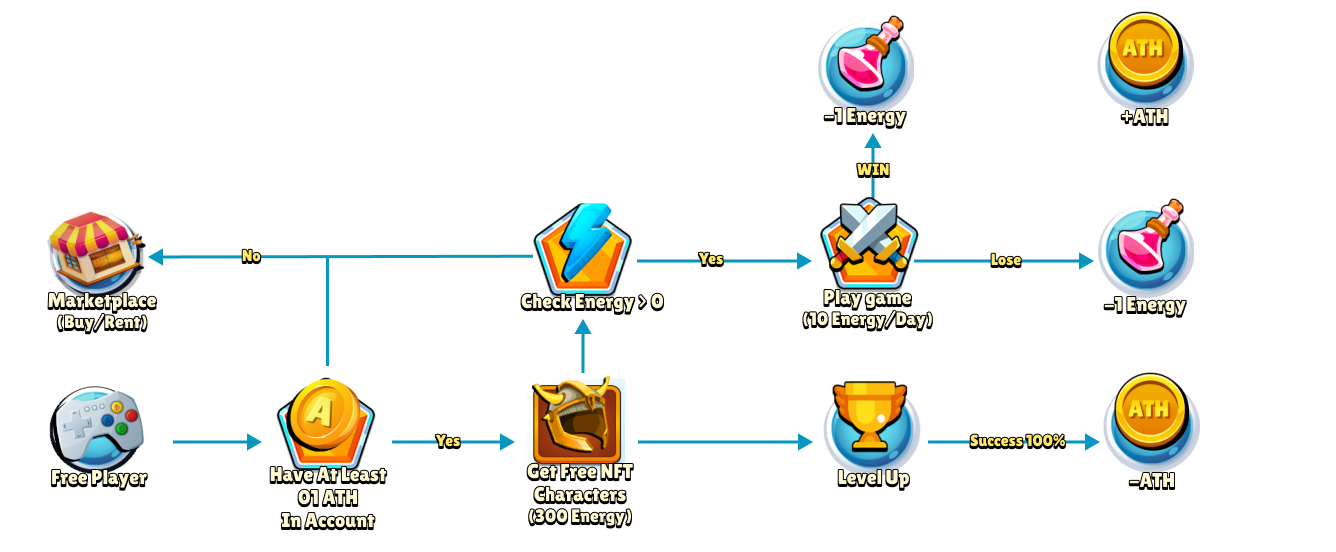 ATH
-1 Energy
+ATH
WIN
No
Yes
Lose
Marketplace
(Buy/Rent)
Check Energy > 0
Play game
(10 Energy/Day)
-1 Energy
A
ATH
Yes
Success 100%
Free Player
Have At Least
01 ATH
In Account
Get Free NFT
Characters
(300 Energy)
Level Up
-ATH